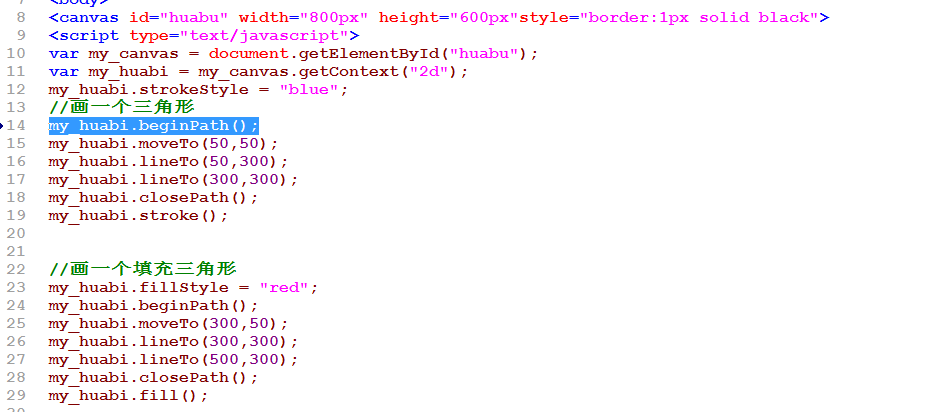 7 <body>
8 <canvas id="huabu" width="800px" height="600px"style="border:1px solid black">
9 <script type="text/javascript">
10 var my_canvas = document.getElementById("huabu");
11 var my_huabi = my_canvas.getContext("2d");
12 my_huabi.strokeStyle = "blue";
13 //画一个三角形
14 my_huabi.beginPath();
15 my_huabi.moveTo(50,50);
16 my_huabi.lineTo(50,300);
17 my_huabi.lineTo(300,300);
18 my_huabi.closePath();
19 my_huabi.stroke();
20
21
22 //画一个填充三角形
23 my_huabi.fillStyle = "red";
24 my_huabi.beginPath();
25 my_huabi.moveTo(300,50);
26 my_huabi.lineTo(300,300);
27 my_huabi.lineTo(500,300);
28 my_huabi.closePath();
29 my_huabi.fill();
30